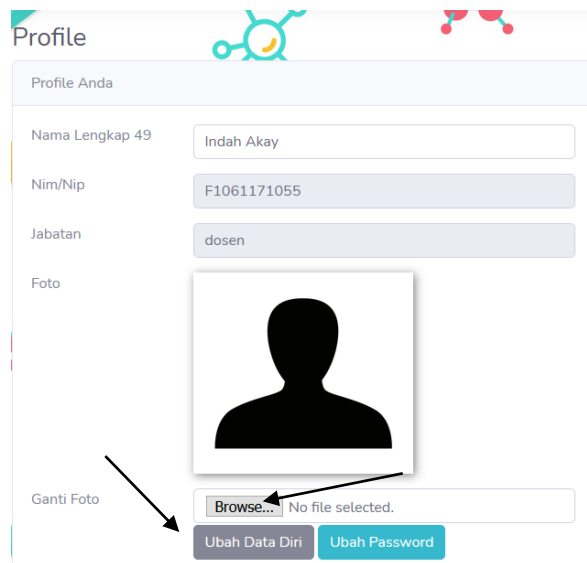 Profile
Profile Anda
Nama Lengkap 49 Indah Akay
Nim/Nip F1061171055
Jabatan dosen
Foto
Ganti Foto Browse... No file selected.
Ubah Data Diri Ubah Password